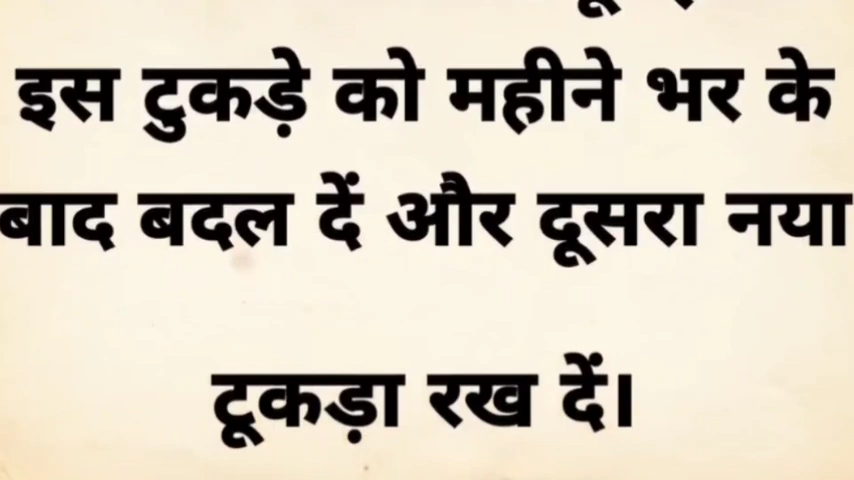 इस टुकड़े को महीने भर के
बाद बदल दें और दूसरा नया
टूकड़ा रख दें।